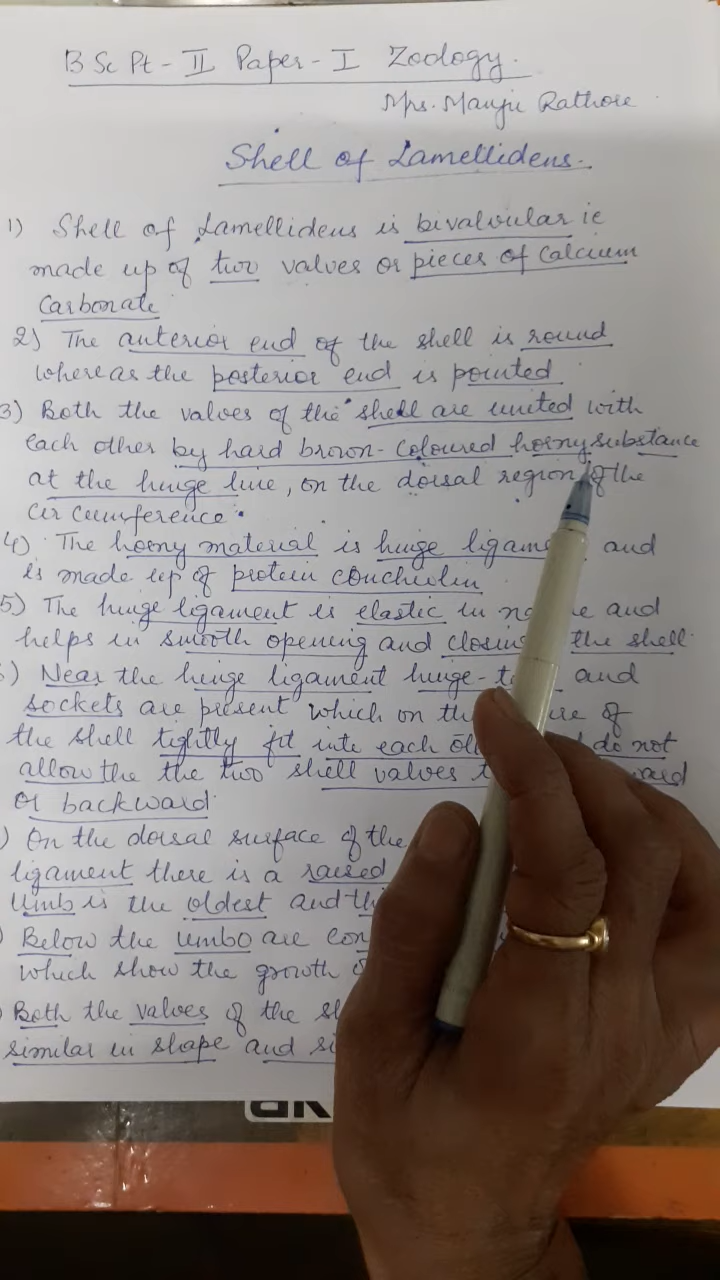 B Sc Pt - II Paper - I Zoology.
Mrs. Manju Rathore
Shell of Lamellidens.
1) Shell of Lamellidens is bivalvular ie
made up of two valves or pieces of Calcium
Carbonate
2) The anterior end of the shell is round
whereas the posterior end is pointed
3) Both the valves of the shell are united with
each other by hard brown-coloured horny substance
at the hinge line, on the dorsal region of the
circumference.
4) The horny material is hinge and
is made up of protein conchiolin
5) The hinge ligament is elastic in and
helps in smooth opening and the shell.
) Near the hinge ligament hinge- and
sockets are present which on of
the shell tightly fit into each do not
allow the the two shell valves
or backward
) On the dorsal surface of the
ligament there is a raised
Umb is the oldest and
) Below the umbo are
which show the growth
) Both the valves of the
similar in shape and